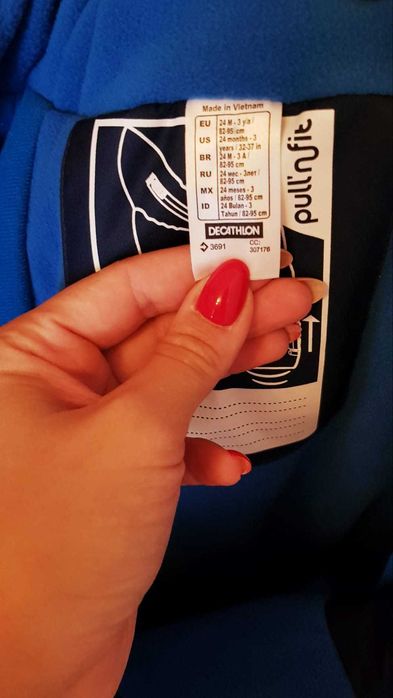 Made in Vietnam
EU 24 M - 3 y/a / 82-95 cm
US 24 months - 3 years / 32-37 in
BR 24 M - 3 A / 82-95 cm
RU 24 мес - 3лет / 82-95 cm
MX 24 meses - 3 años / 82-95 cm
ID 24 Bulan - 3 Tahun / 82-95 cm
DECATHLON
3691 CC: 307176
pull'n fit